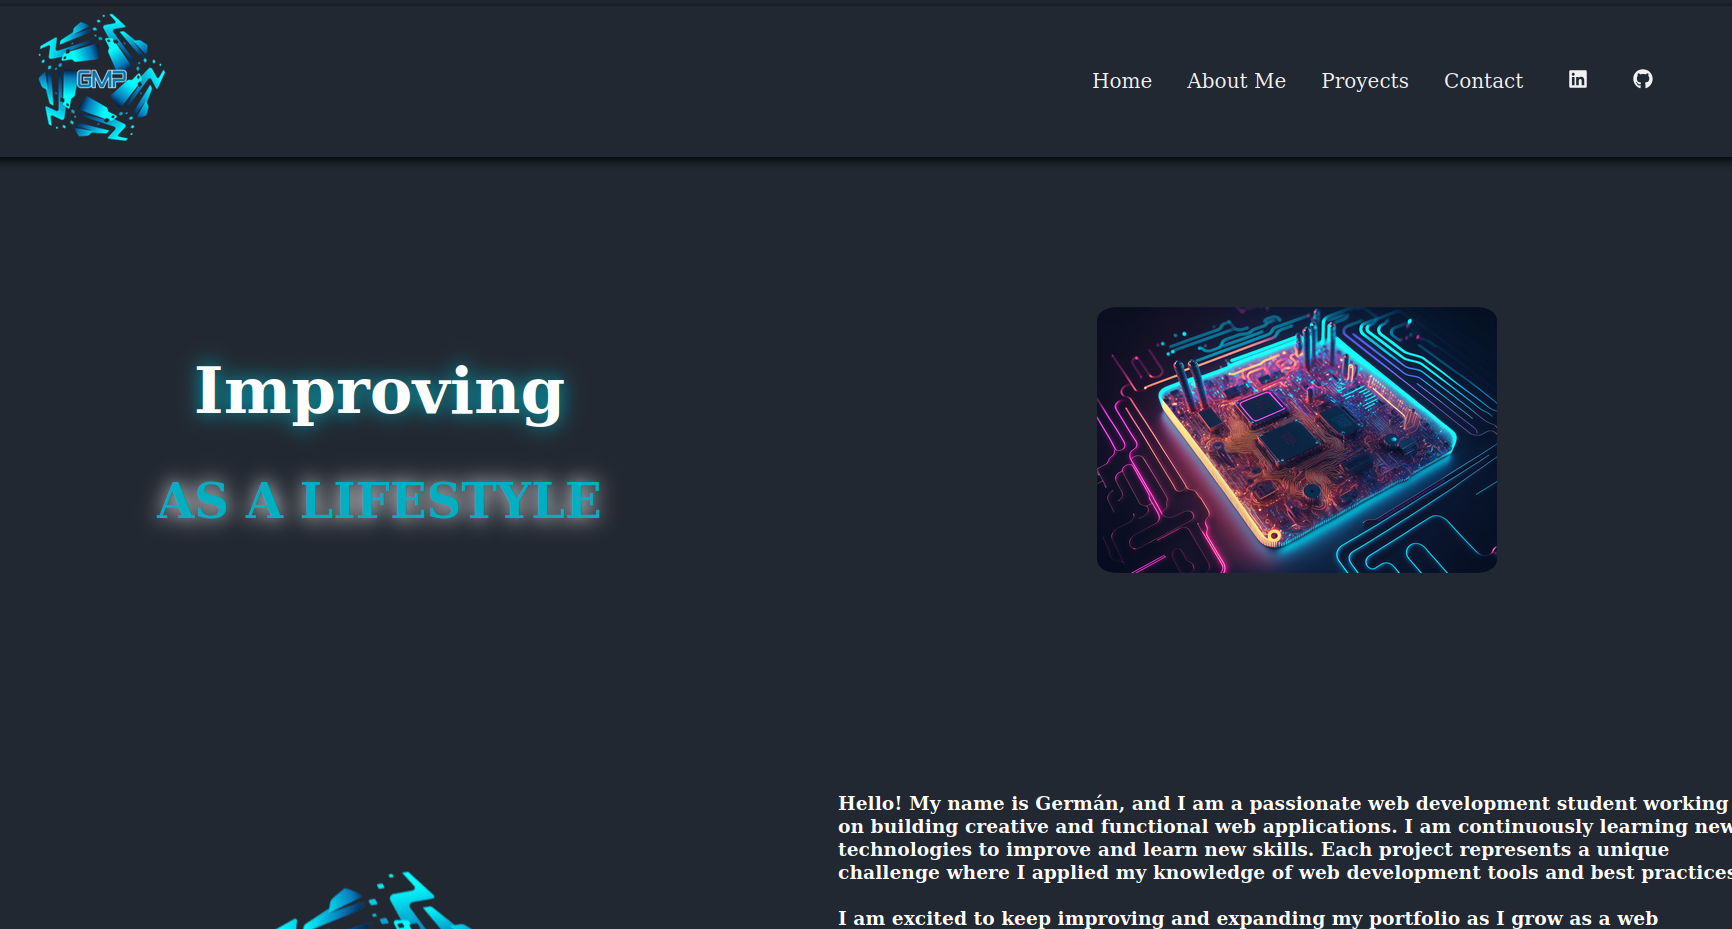 GMP
Home About Me Proyects Contact
Improving
AS A LIFESTYLE
Hello! My name is Germán, and I am a passionate web development student working
on building creative and functional web applications. I am continuously learning new
technologies to improve and learn new skills. Each project represents a unique
challenge where I applied my knowledge of web development tools and best practices
I am excited to keep improving and expanding my portfolio as I grow as a web